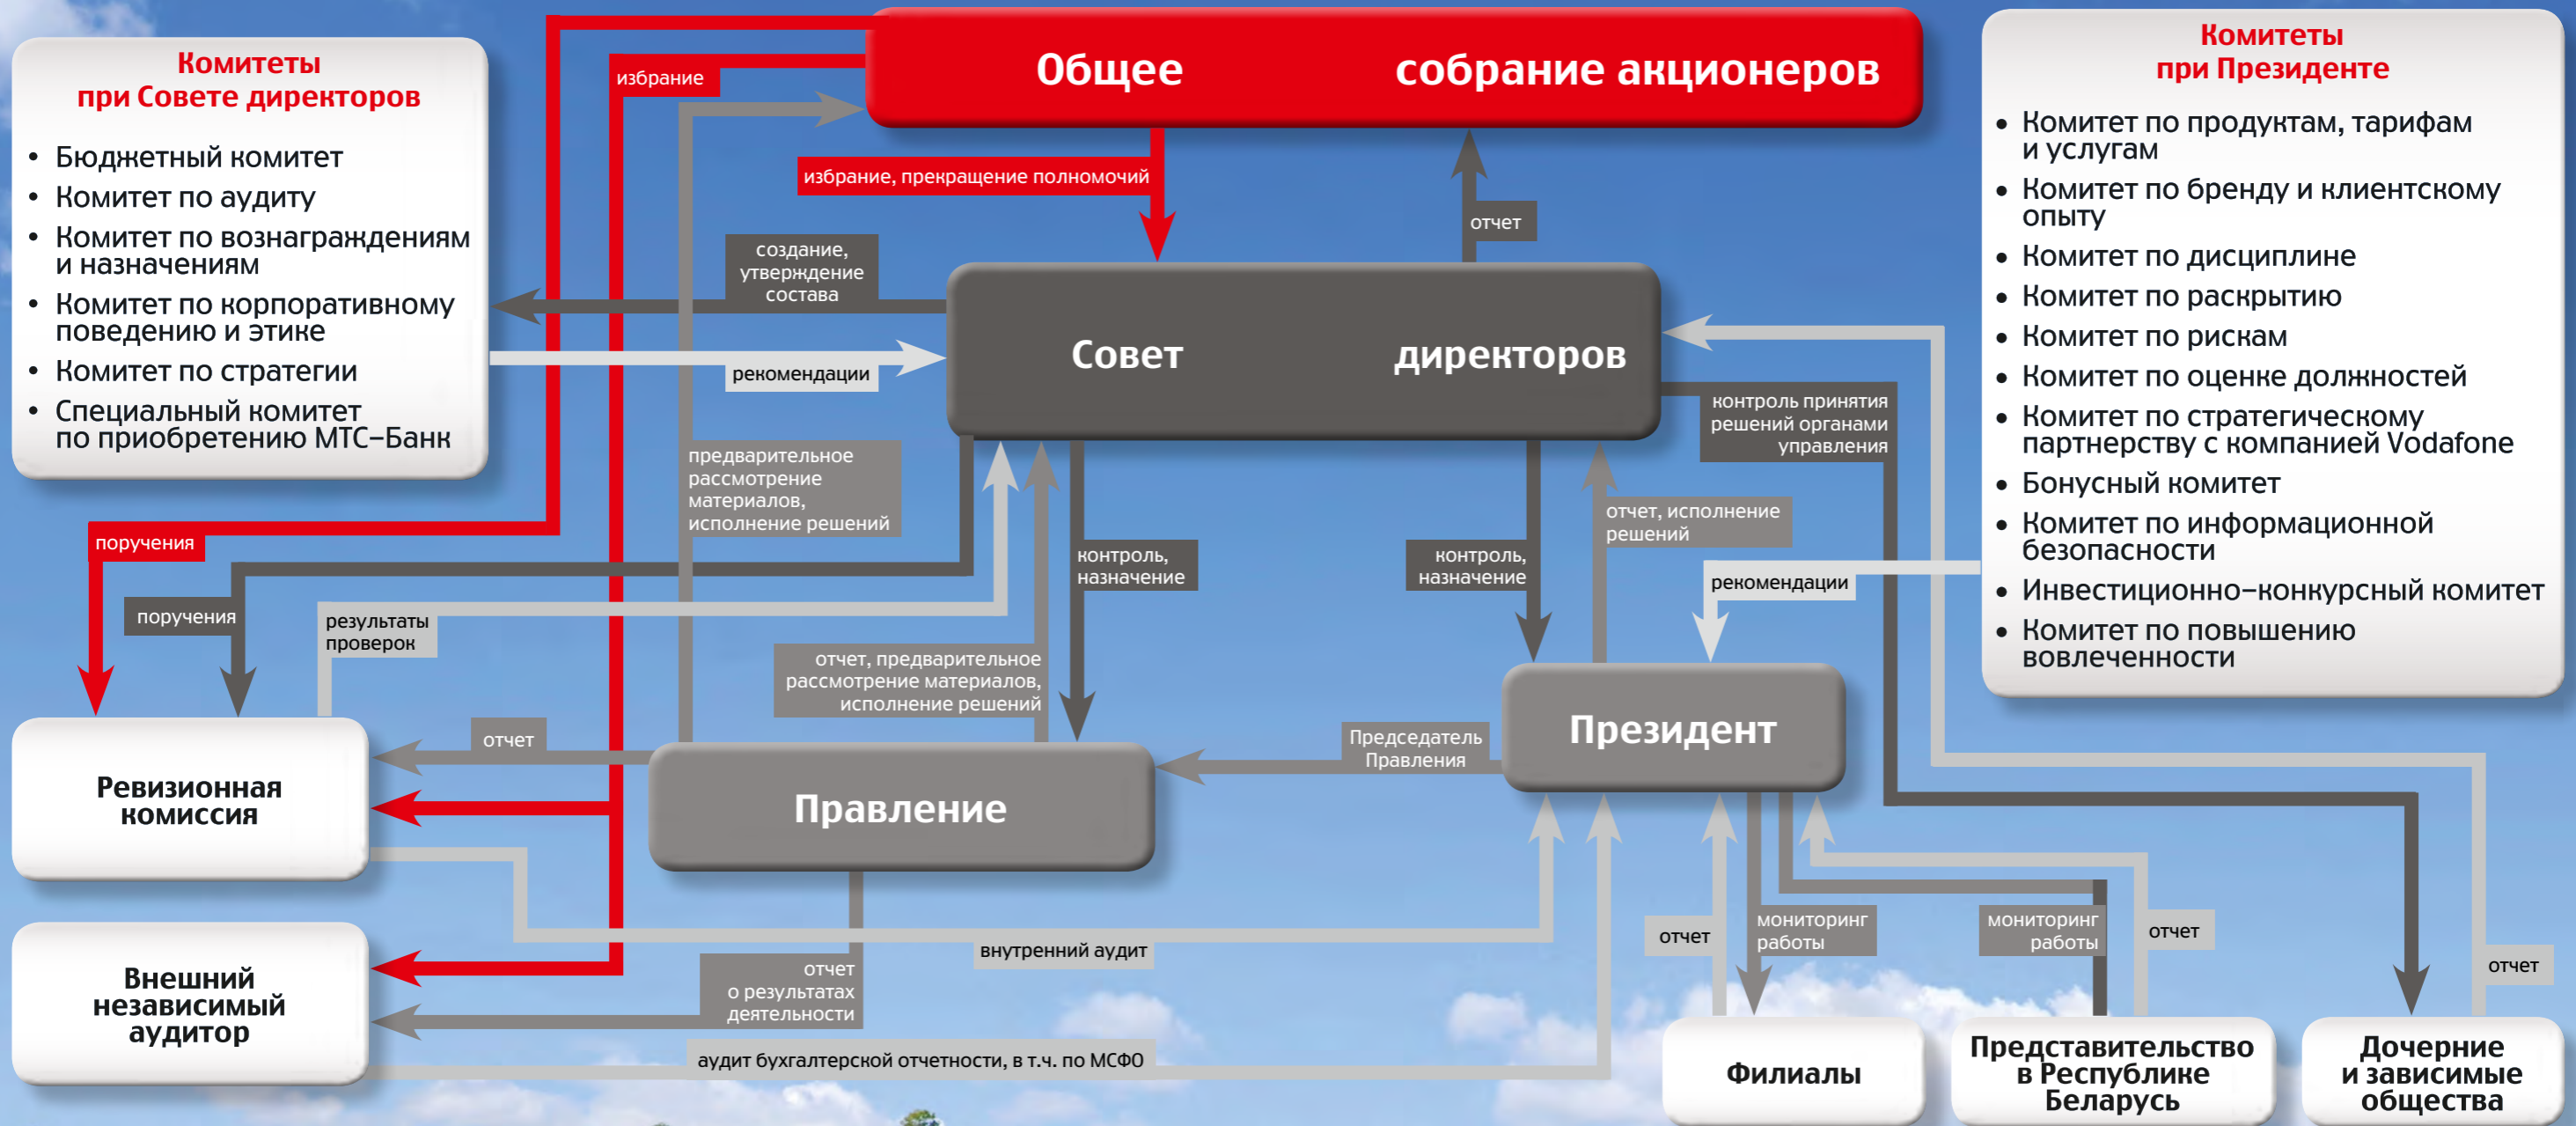 Общее собрание акционеров
Комитеты
при Совете директоров
• Бюджетный комитет
• Комитет по аудиту
• Комитет по вознаграждениям
и назначениям
• Комитет по корпоративному
поведению и этике
• Комитет по стратегии
• Специальный комитет
по приобретению МТС-Банк
Комитеты
при Президенте
• Комитет по продуктам, тарифам
и услугам
• Комитет по бренду и клиентскому
опыту
• Комитет по дисциплине
• Комитет по раскрытию
• Комитет по рискам
• Комитет по оценке должностей
• Комитет по стратегическому
партнерству с компанией Vodafone
• Бонусный комитет
• Комитет по информационной
безопасности
• Инвестиционно-конкурсный комитет
• Комитет по повышению
вовлеченности
избрание
избрание, прекращение полномочий
отчет
создание,
утверждение
состава
рекомендации
Совет директоров
контроль принятия
решений органами
управления
предварительное
рассмотрение
материалов,
исполнение решений
поручения
поручения
результаты
проверок
контроль,
назначение
контроль,
назначение
отчет, исполнение
решений
рекомендации
отчет, предварительное
рассмотрение материалов,
исполнение решений
отчет
Председатель
Правления
Президент
Ревизионная
комиссия
Правление
внутренний аудит
отчет
мониторинг
работы
мониторинг
работы
отчет
отчет
Внешний
независимый
аудитор
отчет
о результатах
деятельности
аудит бухгалтерской отчетности, в т.ч. по МСФО
Филиалы
Представительство
в Республике
Беларусь
Дочерние
и зависимые
общества